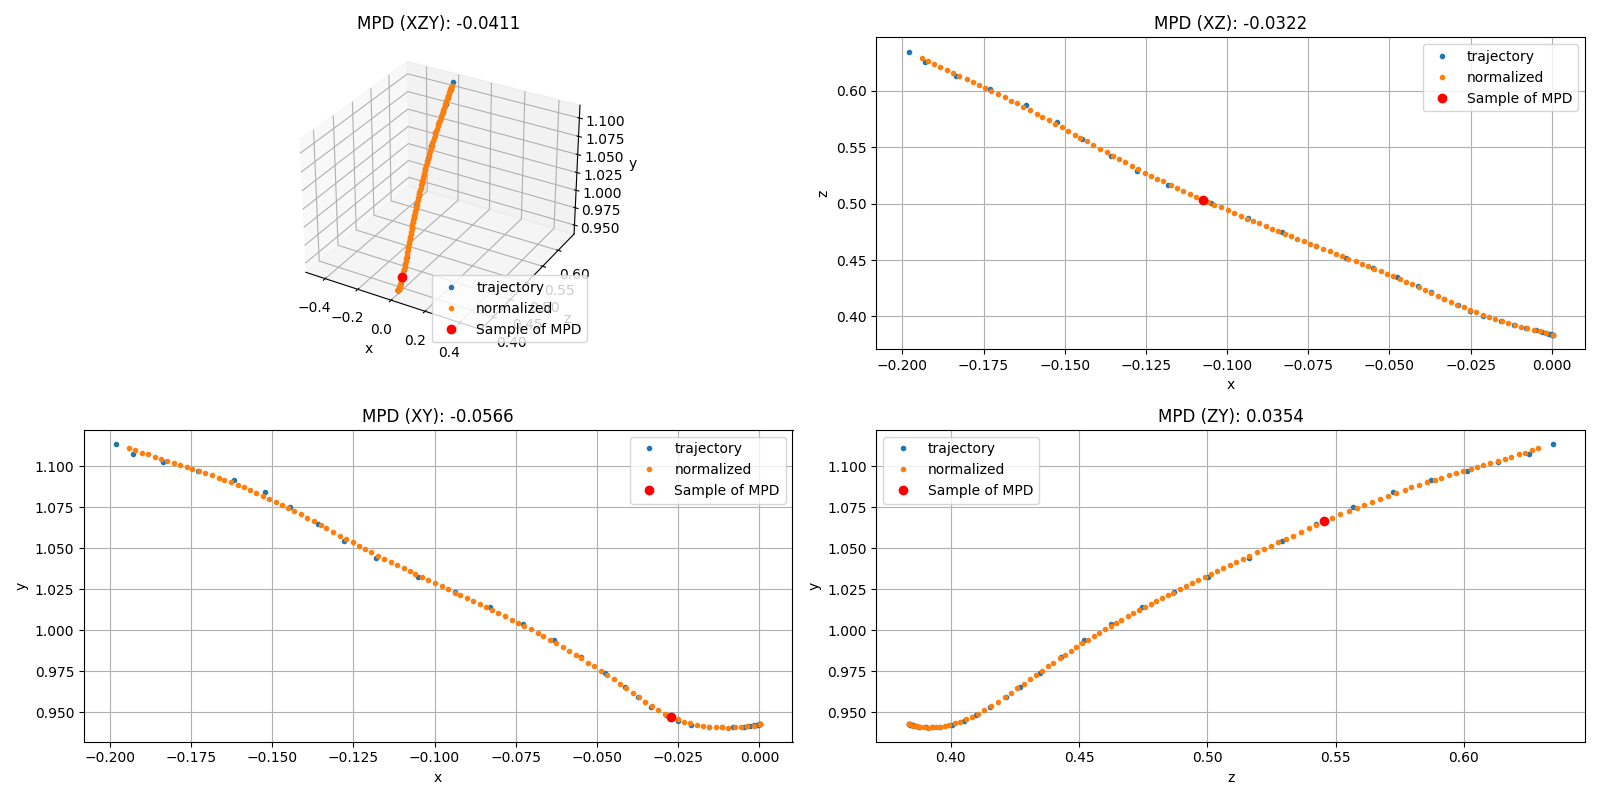 MPD (XZY): -0.0411
1.100
1.075
1.050
1.025
1.000
0.975
0.950
y
0.60
0.55
0.50
0.45
0.40
z
−0.4
−0.2
0.0
0.2
0.4
x
trajectory
normalized
Sample of MPD
MPD (XZ): -0.0322
trajectory
normalized
Sample of MPD
0.60
0.55
0.50
0.45
0.40
z
−0.200 −0.175 −0.150 −0.125 −0.100 −0.075 −0.050 −0.025 0.000
x
MPD (XY): -0.0566
trajectory
normalized
Sample of MPD
1.100
1.075
1.050
1.025
1.000
0.975
0.950
y
−0.200 −0.175 −0.150 −0.125 −0.100 −0.075 −0.050 −0.025 0.000
x
MPD (ZY): 0.0354
trajectory
normalized
Sample of MPD
1.100
1.075
1.050
1.025
1.000
0.975
0.950
y
0.40 0.45 0.50 0.55 0.60
z